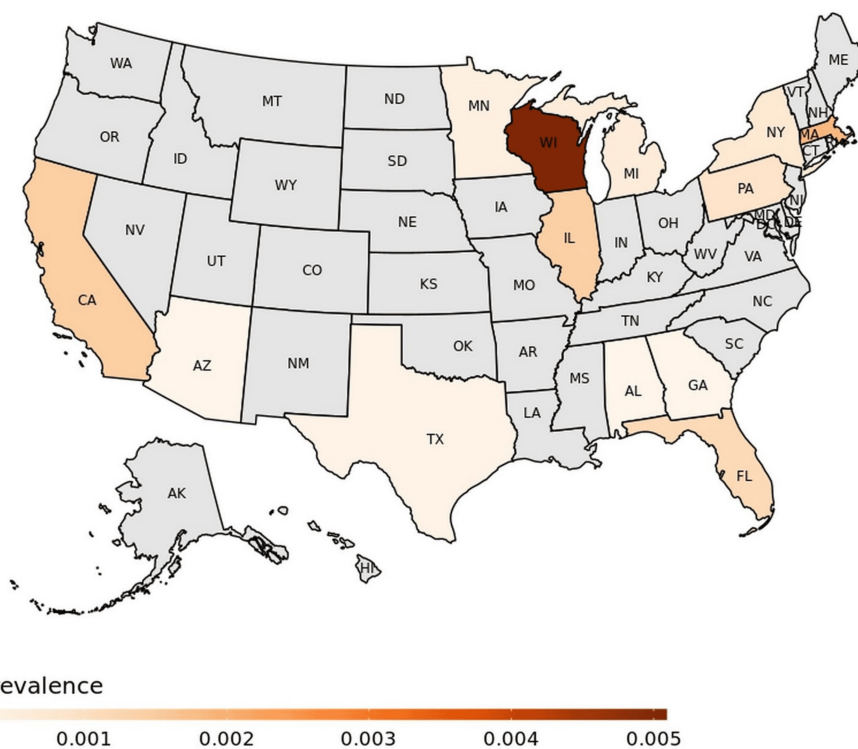 WA
ME
MT
ND
VT
MN
NH
OR
NY
MA
WI
CT
ID
SD
MI
WY
PA
NJ
IA
MD
DE
NE
OH
NV
IL
IN
WV
VA
UT
CO
KS
MO
KY
CA
NC
TN
OK
SC
AR
AZ
NM
MS
AL
GA
LA
TX
FL
AK
HI
evalence
0.001 0.002 0.003 0.004 0.005